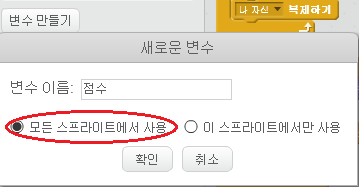 나 자신 복제하기
변수 만들기
새로운 변수
변수 이름: 점수
모든 스프라이트에서 사용 이 스프라이트에서만 사용
확인 취소